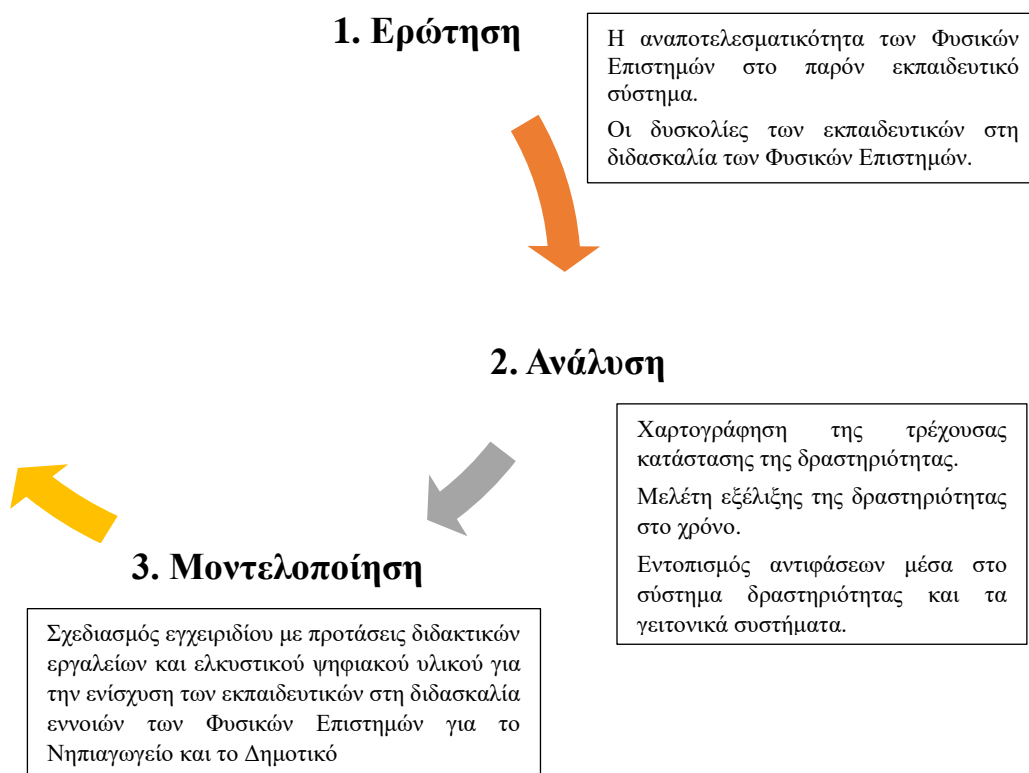 1. Ερώτηση
Η αναποτελεσματικότητα των Φυσικών
Επιστημών στο παρόν εκπαιδευτικό
σύστημα.
Οι δυσκολίες των εκπαιδευτικών στη
διδασκαλία των Φυσικών Επιστημών.
2. Ανάλυση
Χαρτογράφηση της τρέχουσας
κατάστασης της δραστηριότητας.
Μελέτη εξέλιξης της δραστηριότητας
στο χρόνο.
Εντοπισμός αντιφάσεων μέσα στο
σύστημα δραστηριότητας και τα
γειτονικά συστήματα.
3. Μοντελοποίηση
Σχεδιασμός εγχειριδίου με προτάσεις διδακτικών
εργαλείων και ελκυστικού ψηφιακού υλικού για
την ενίσχυση των εκπαιδευτικών στη διδασκαλία
εννοιών των Φυσικών Επιστημών για το
Νηπιαγωγείο και το Δημοτικό